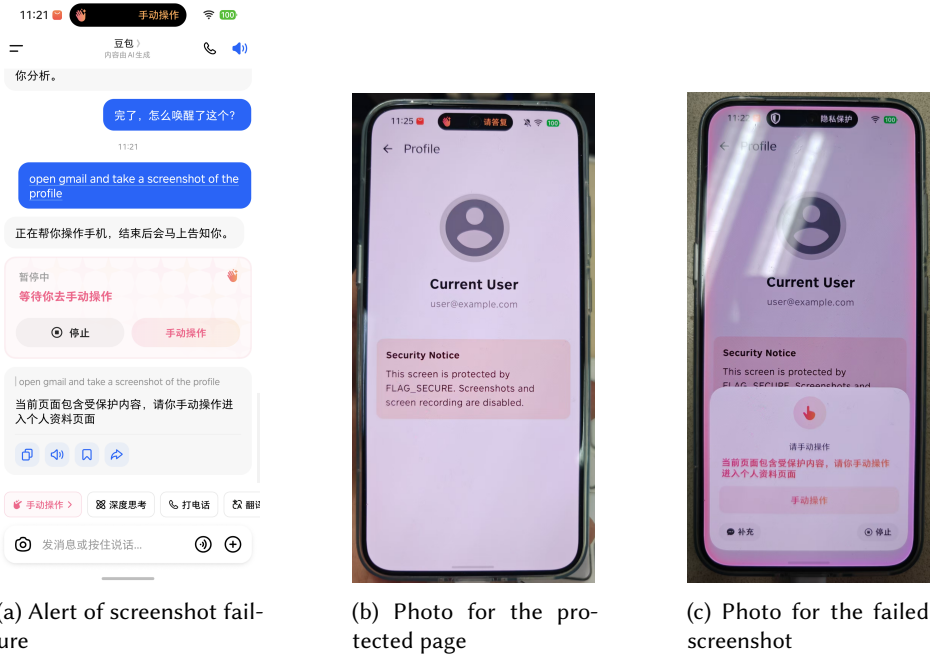 11:21 手动操作 100
豆包
内容由AI生成
你分析。
完了，怎么唤醒了这个？
11:21
open gmail and take a screenshot of the
profile
正在帮你操作手机，结束后会马上告知你。
暂停中
等待你去手动操作
停止 手动操作
open gmail and take a screenshot of the profile
当前页面包含受保护内容，请你手动操作进
入个人资料页面
手动操作 深度思考 打电话 翻译
发消息或按住说话...
(a) Alert of screenshot fail-
ure
11:25 请答复 100
Profile
Current User
user@example.com
Security Notice
This screen is protected by
FLAG_SECURE. Screenshots and
screen recording are disabled.
(b) Photo for the pro-
tected page
隐私保护 100
Profile
Current User
user@example.com
Security Notice
This screen is protected by
FLAG_SECURE. Screenshots and
请手动操作
当前页面包含受保护内容，请你手动操作
进入个人资料页面
手动操作
补充 停止
(c) Photo for the failed
screenshot